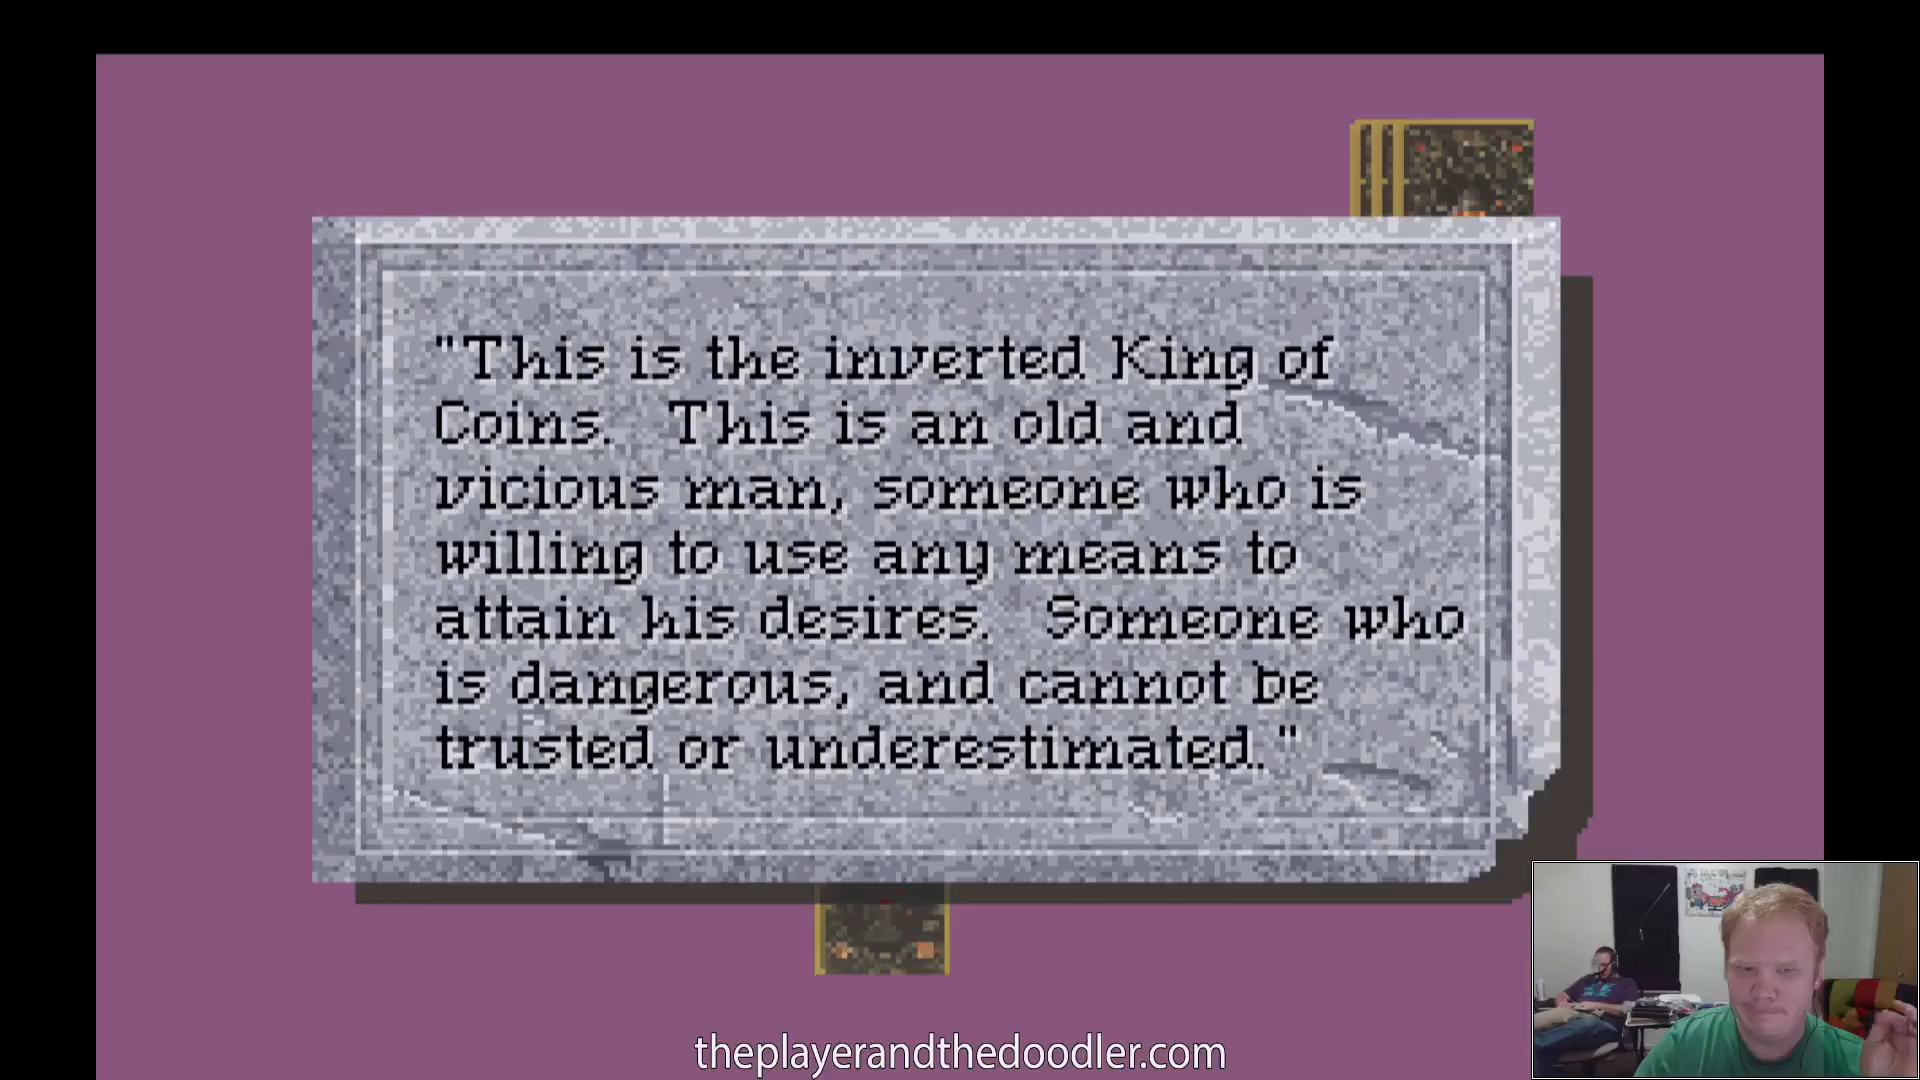 "This is the inverted King of
Coins.  This is an old and
vicious man, someone who is
willing to use any means to
attain his desires.  Someone who
is dangerous, and cannot be
trusted or underestimated."
theplayerandthedoodler.com